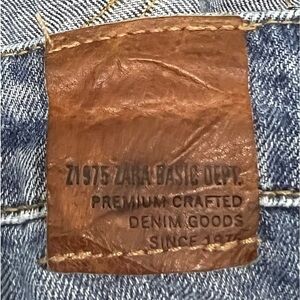 Z1975 ZARA BASIC DEPT.
PREMIUM CRAFTED
DENIM GOODS
SINCE 1975